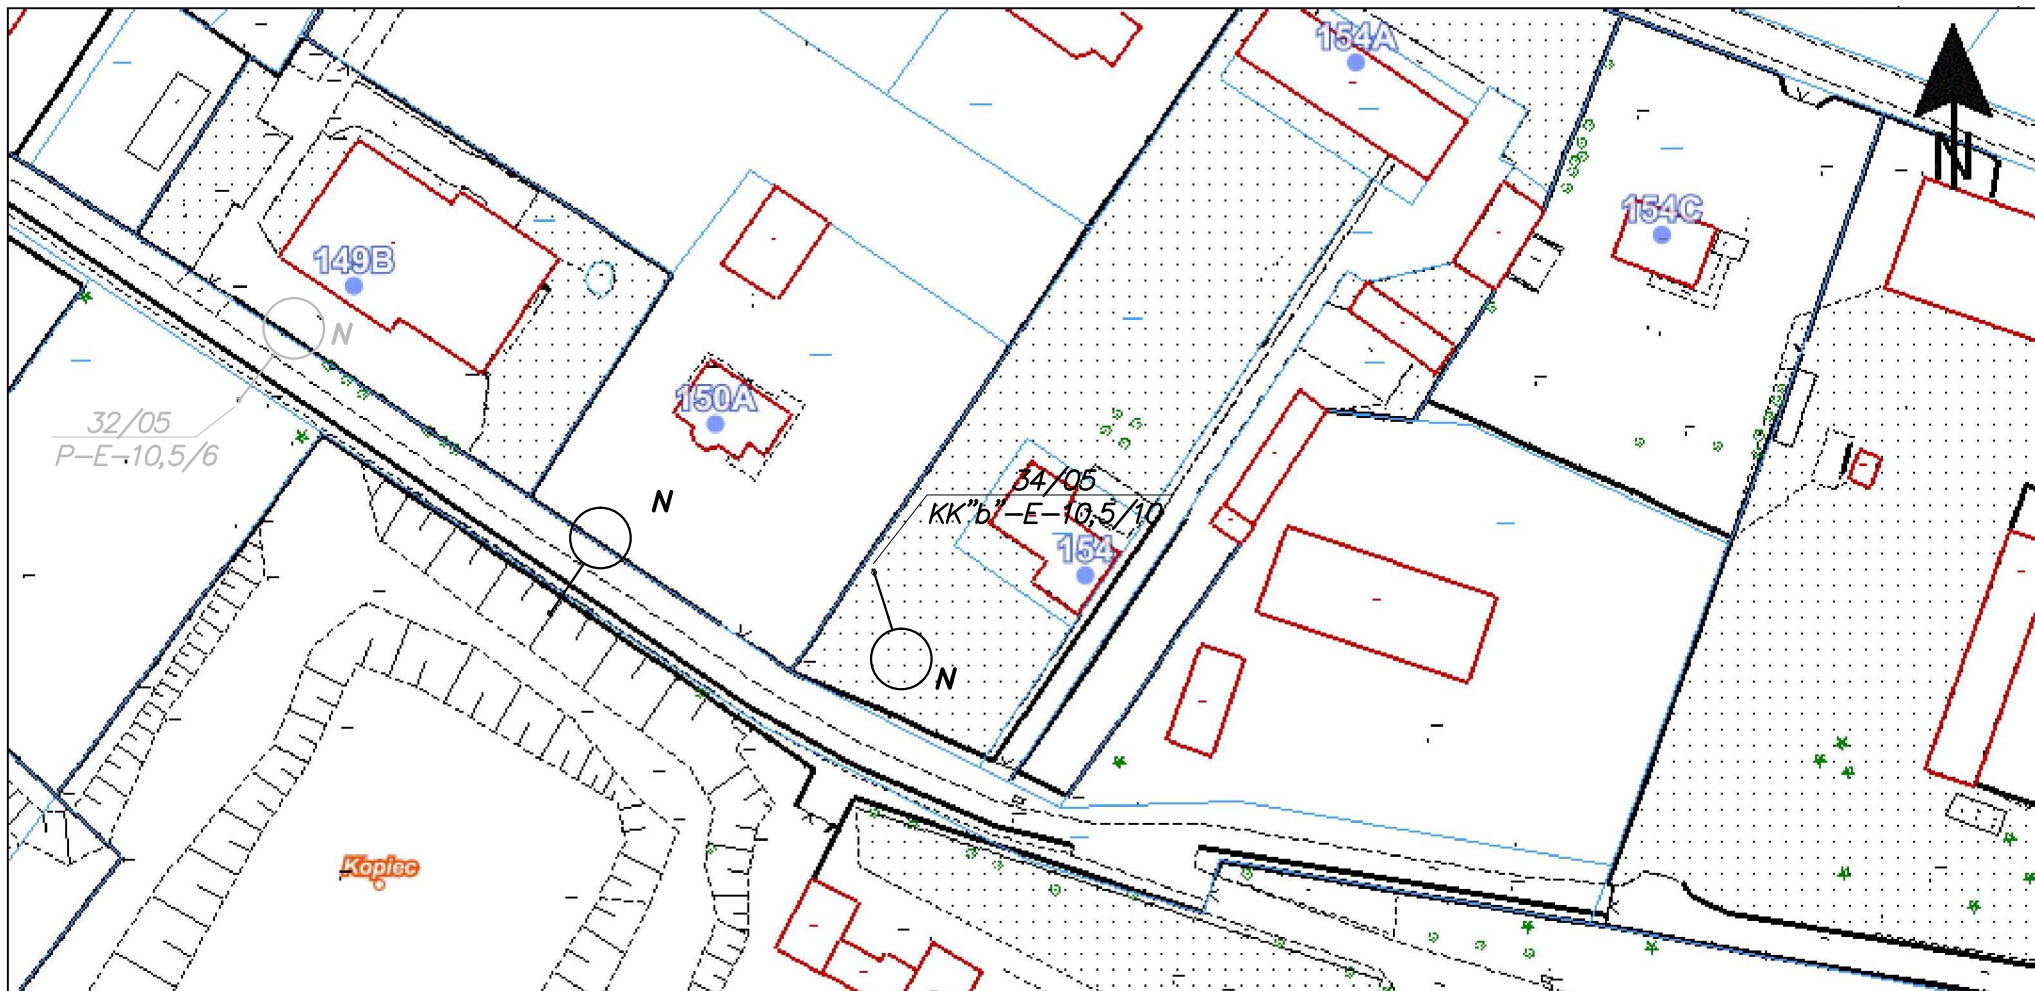 154A
N
154C
149B
N
150A
32/05
P-E-10,5/6
34/05
KK"b"-E-10,5/10
N
154
N
Kopiec